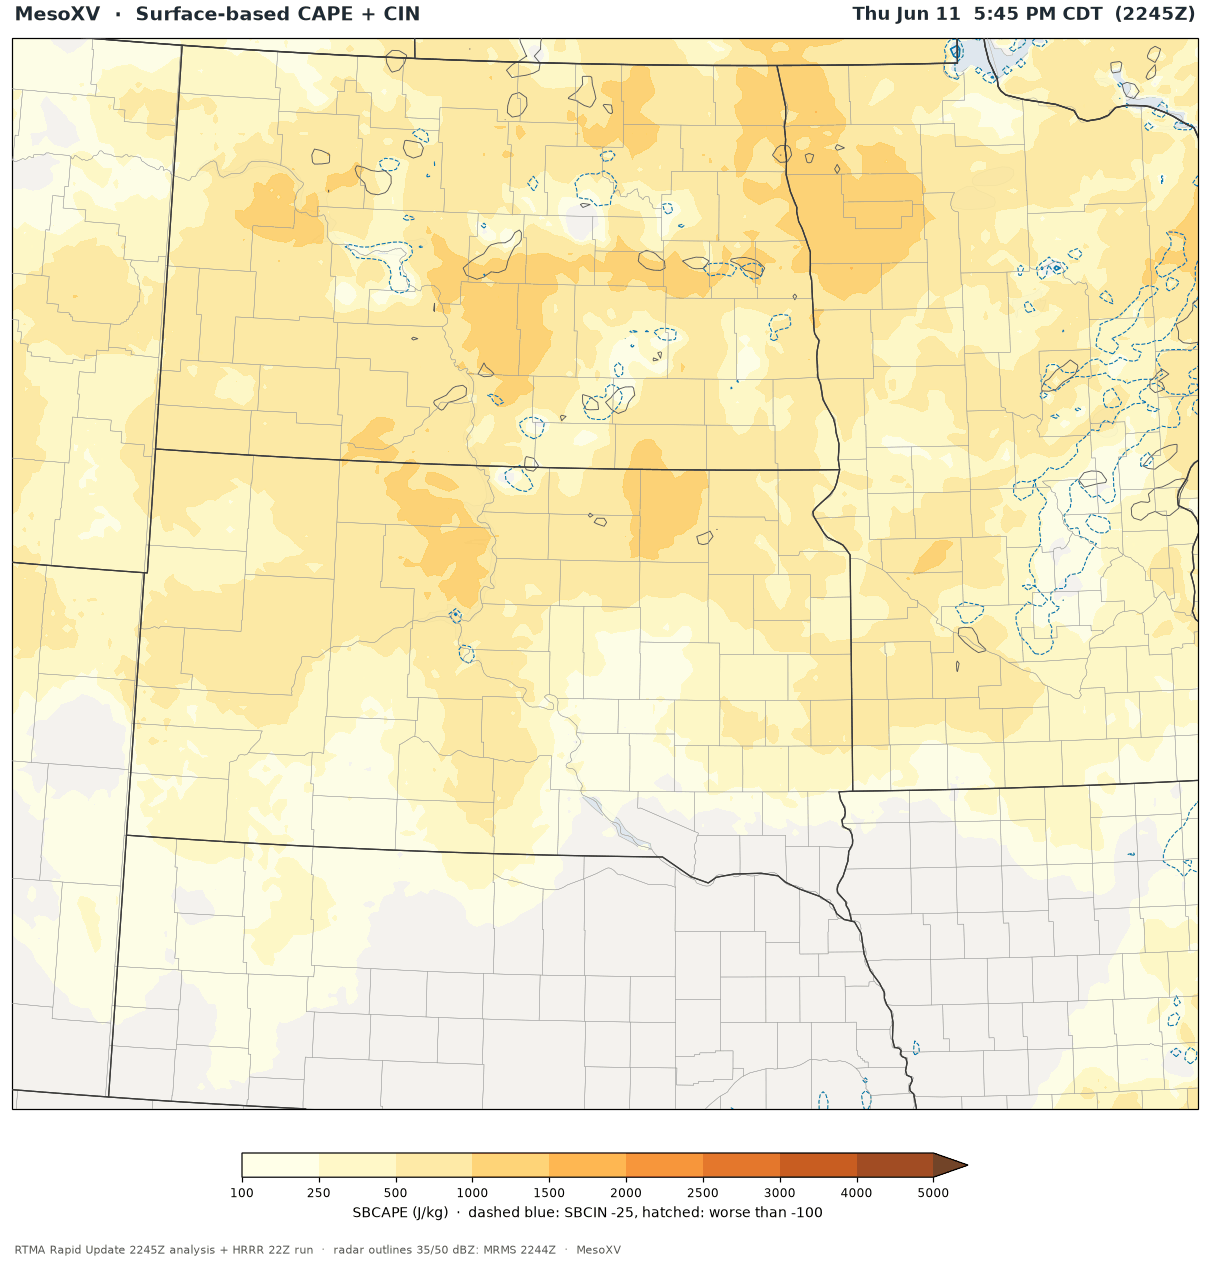 MesoXV · Surface-based CAPE + CIN
Thu Jun 11 5:45 PM CDT (2245Z)
100 250 500 1000 1500 2000 2500 3000 4000 5000
SBCAPE (J/kg) · dashed blue: SBCIN -25, hatched: worse than -100
RTMA Rapid Update 2245Z analysis + HRRR 22Z run · radar outlines 35/50 dBZ: MRMS 2244Z · MesoXV